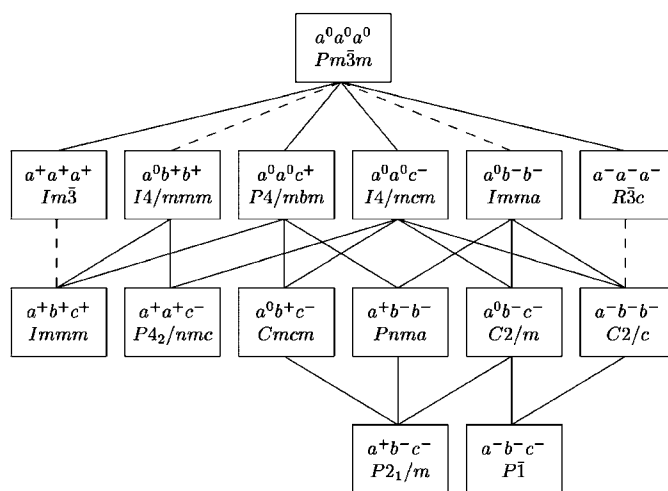 a⁰a⁰a⁰
Pm3̄m
a⁺a⁺a⁺
Im3̄
a⁰b⁺b⁺
I4/mmm
a⁰a⁰c⁺
P4/mbm
a⁰a⁰c⁻
I4/mcm
a⁰b⁻b⁻
Imma
a⁻a⁻a⁻
R3̄c
a⁺b⁺c⁺
Immm
a⁺a⁺c⁻
P4₂/nmc
a⁰b⁺c⁻
Cmcm
a⁺b⁻b⁻
Pnma
a⁰b⁻c⁻
C2/m
a⁻b⁻b⁻
C2/c
a⁺b⁻c⁻
P2₁/m
a⁻b⁻c⁻
P1̄